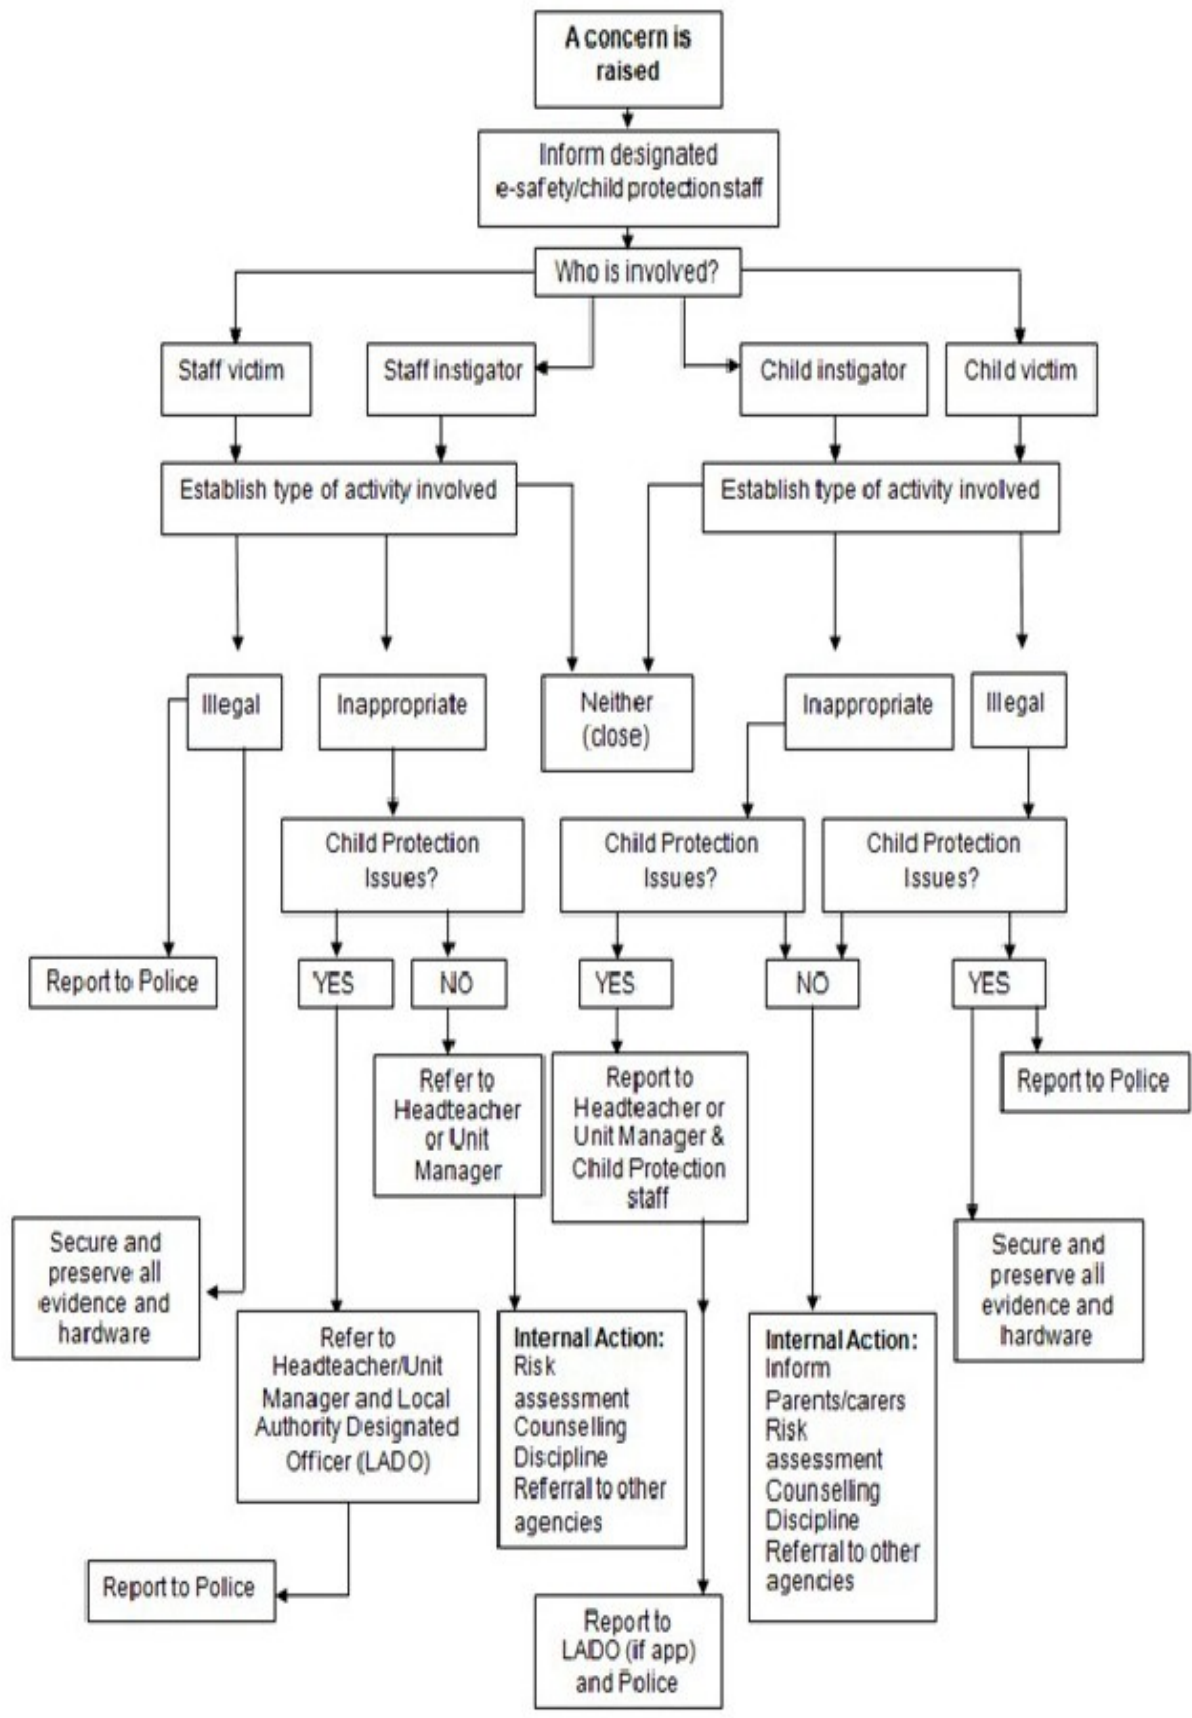 A concern is
raised
Inform designated
e-safety/child protection staff
Who is involved?
Staff victim
Staff instigator
Child instigator
Child victim
Establish type of activity involved
Establish type of activity involved
Illegal
Inappropriate
Neither
(close)
Inappropriate
Illegal
Child Protection
Issues?
Child Protection
Issues?
Child Protection
Issues?
Report to Police
YES
NO
YES
NO
YES
Refer to
Headteacher
or Unit
Manager
Report to
Headteacher or
Unit Manager &
Child Protection
staff
Report to Police
Secure and
preserve all
evidence and
hardware
Secure and
preserve all
evidence and
hardware
Refer to
Headteacher/Unit
Manager and Local
Authority Designated
Officer (LADO)
Internal Action:
Risk
assessment
Counselling
Discipline
Referral to other
agencies
Internal Action:
Inform
Parents/carers
Risk
assessment
Counselling
Discipline
Referral to other
agencies
Report to Police
Report to
LADO (if app)
and Police